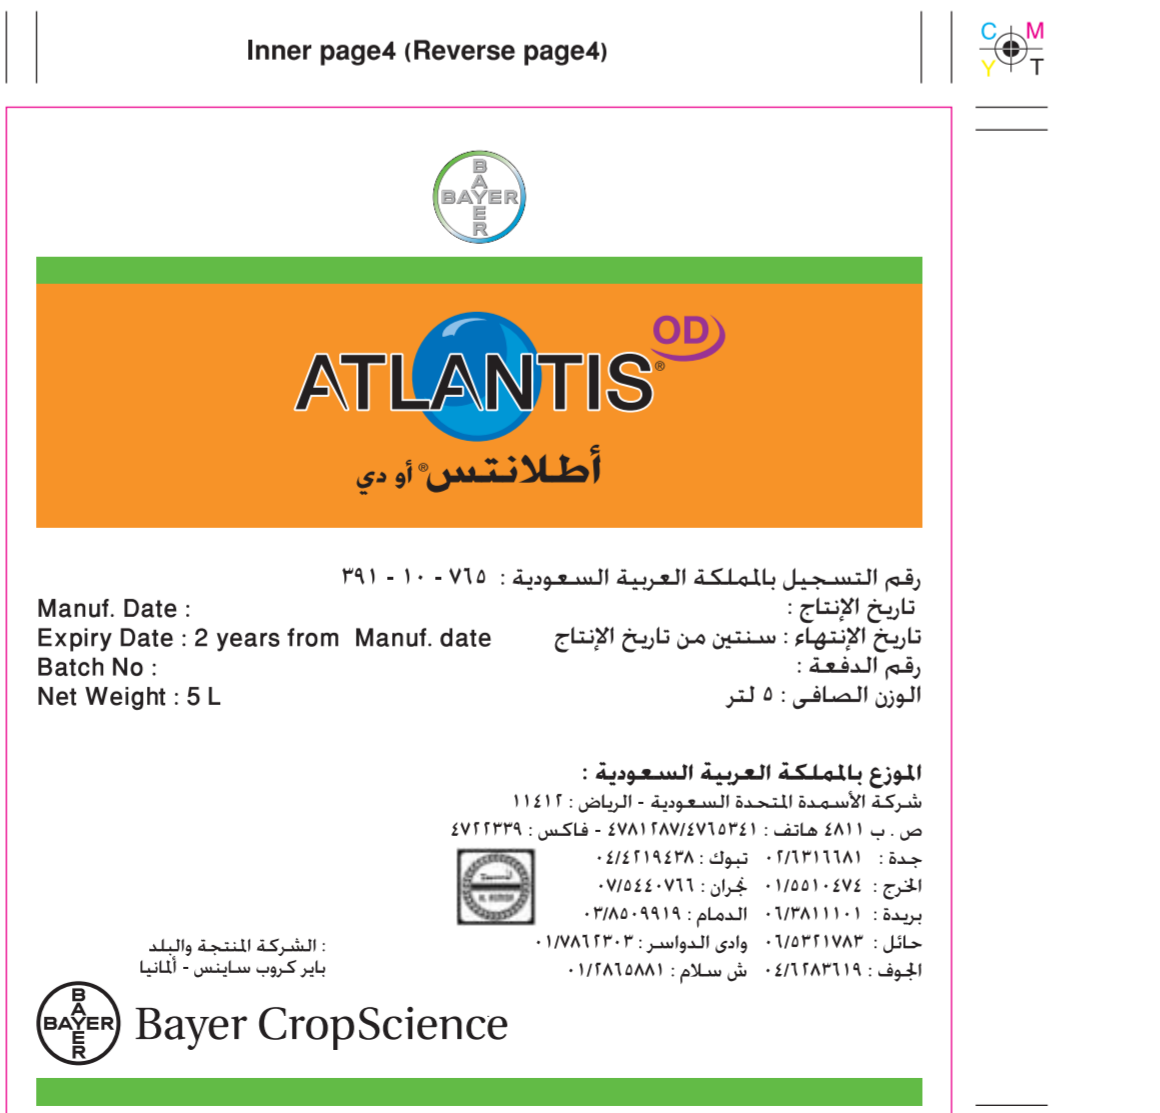 Inner page4 (Reverse page4)
C M
Y T
BAYER
BAYER
OD
ATLANTIS®
أطلانتس® أو دي
رقم التسجيل بالمملكة العربية السعودية : ٧٦٥ - ١٠ - ٣٩١
تاريخ الإنتاج :
Manuf. Date :
تاريخ الإنتهاء : سنتين من تاريخ الإنتاج
Expiry Date : 2 years from Manuf. date
رقم الدفعة :
Batch No :
الوزن الصافى : ٥ لتر
Net Weight : 5 L
الموزع بالمملكة العربية السعودية :
شركة الأسمدة المتحدة السعودية - الرياض : ١١٤١٢
ص . ب ٤٨١١ هاتف : ٤٧٨١٢٨٧/٤٧٦٥٣٤١ - فاكس : ٤٧٢٢٣٣٩
جدة : ٠٢/٦٣١٦٦٨١ تبوك : ٠٤/٤٢١٩٤٣٨
الخرج : ٠١/٥٥١٠٤٧٤ نجران : ٠٧/٥٤٤٠٧٦٦
بريدة : ٠٦/٣٨١١١٠١ الدمام : ٠٣/٨٥٠٩٩١٩
حائل : ٠٦/٥٣٢١٧٨٣ وادى الدواسر : ٠١/٧٨٦٢٣٠٣
الجوف : ٠٤/٦٢٨٣٦١٩ ش سلام : ٠١/٢٨٦٥٨٨١
: الشركة المنتجة والبلد
باير كروب ساينس - ألمانيا
BAYER
BAYER
Bayer CropScience